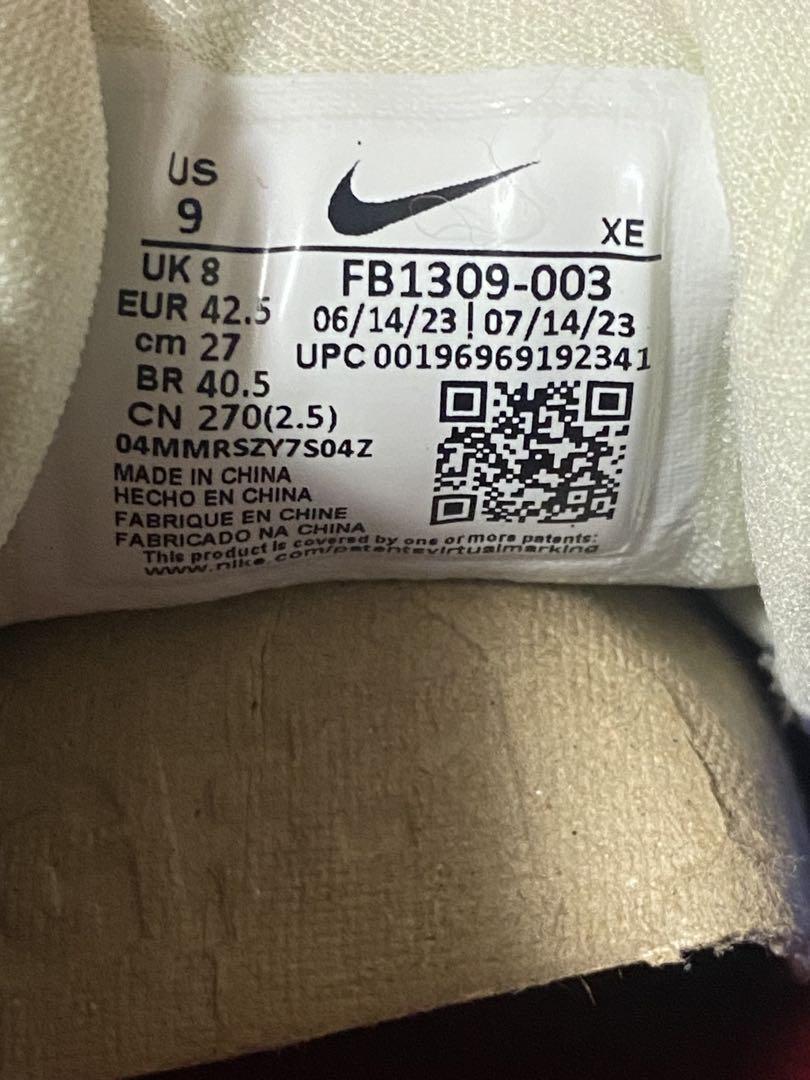 US
9
XE
UK 8
FB1309-003
EUR 42.5
06/14/23 | 07/14/23
cm 27
UPC 00196969192341
BR 40.5
CN 270(2.5)
04MMRSZY7S04Z
MADE IN CHINA
HECHO EN CHINA
FABRIQUE EN CHINE
FABRICADO NA CHINA
This product is covered by one or more patents:
www.nike.com/patentsvirtualmarking